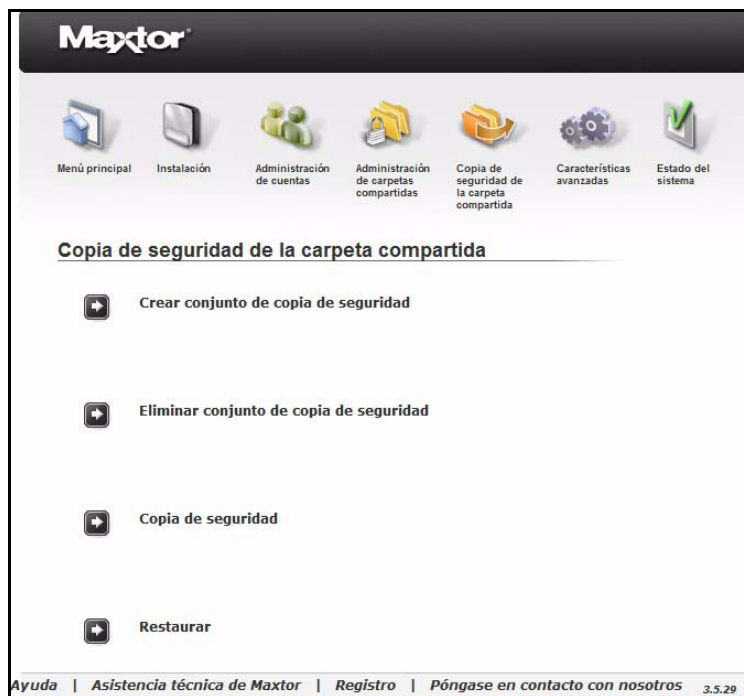 Maxtor
Menú principal
Instalación
Administración
de cuentas
Administración
de carpetas
compartidas
Copia de
seguridad de
la carpeta
compartida
Características
avanzadas
Estado del
sistema
Copia de seguridad de la carpeta compartida
Crear conjunto de copia de seguridad
Eliminar conjunto de copia de seguridad
Copia de seguridad
Restaurar
Ayuda | Asistencia técnica de Maxtor | Registro | Póngase en contacto con nosotros 3.5.29